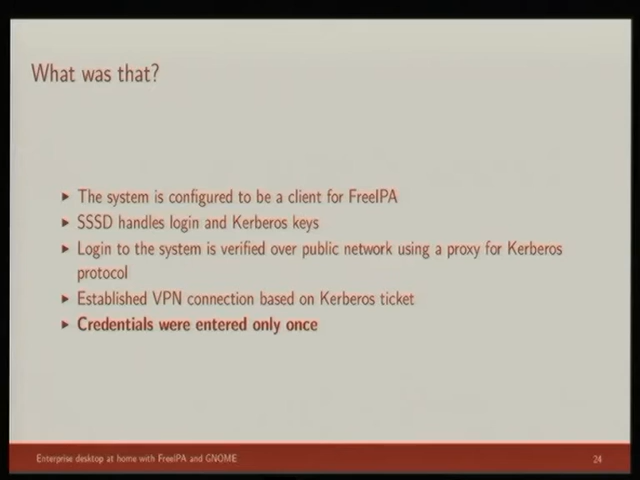 What was that?
▶ The system is configured to be a client for FreeIPA
▶ SSSD handles login and Kerberos keys
▶ Login to the system is verified over public network using a proxy for Kerberos
protocol
▶ Established VPN connection based on Kerberos ticket
▶ Credentials were entered only once
Enterprise desktop at home with FreeIPA and GNOME
24